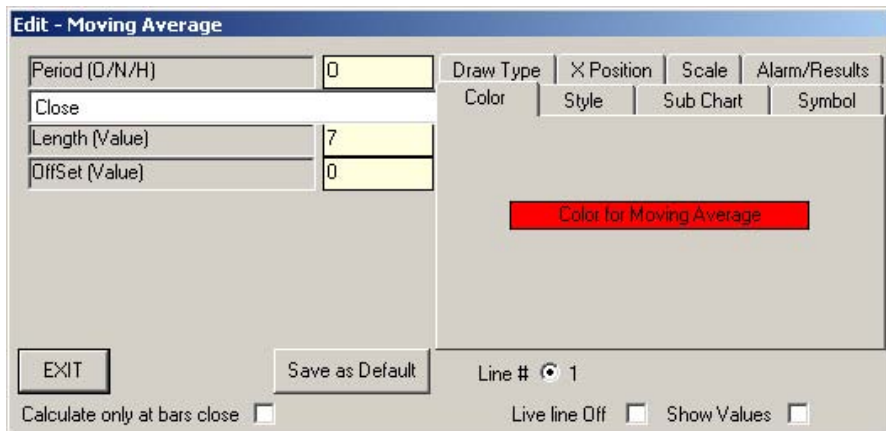 Edit - Moving Average
Period (O/N/H) O
Close
Length (Value) 7
OffSet (Value) 0
Draw Type X Position Scale Alarm/Results
Color Style Sub Chart Symbol
Color for Moving Average
EXIT Save as Default Line # 1
Calculate only at bars close Live line Off Show Values